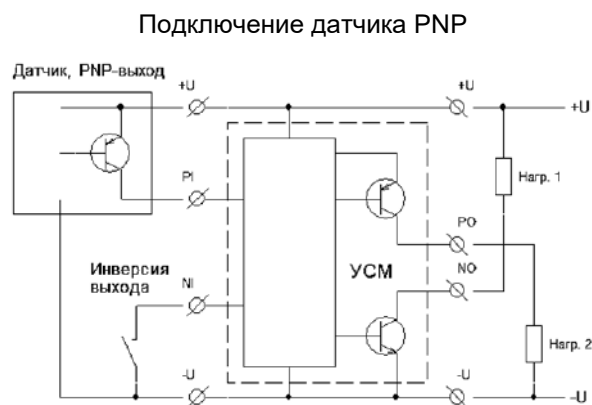 Подключение датчика PNP
Датчик, PNP-выход
+U
+U
+U
PI
Нагр. 1
PO
Инверсия
выхода
NI
УСМ
NO
Нагр. 2
-U
-U
-U